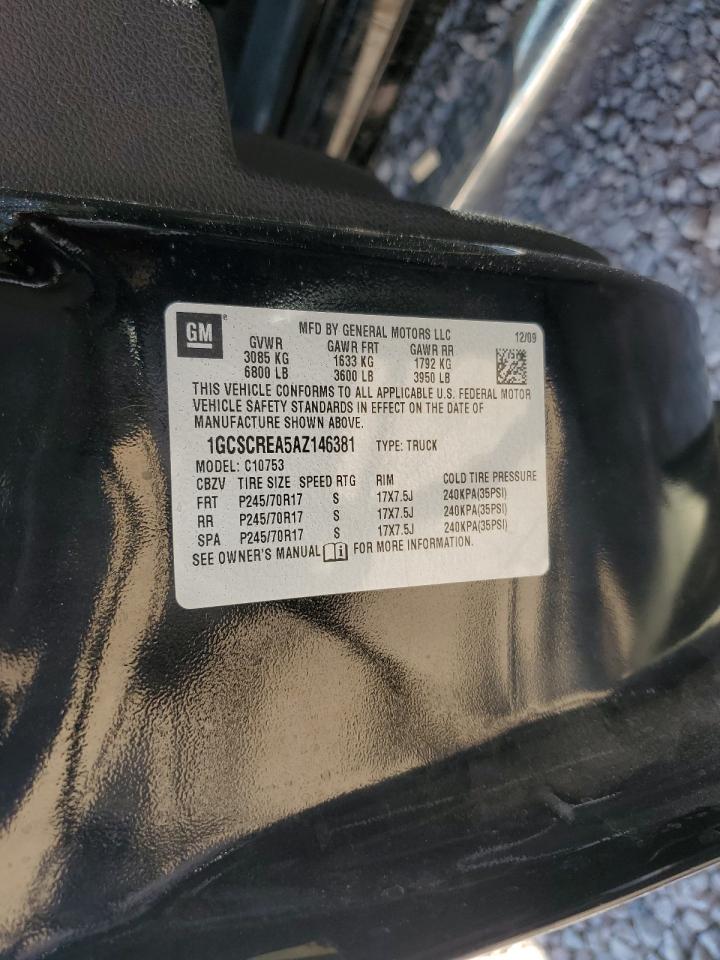 GM ®
MFD BY GENERAL MOTORS LLC 12/09
GVWR GAWR FRT GAWR RR
3085 KG 1633 KG 1792 KG
6800 LB 3600 LB 3950 LB
THIS VEHICLE CONFORMS TO ALL APPLICABLE U.S. FEDERAL MOTOR
VEHICLE SAFETY STANDARDS IN EFFECT ON THE DATE OF
MANUFACTURE SHOWN ABOVE.
1GCSCREA5AZ146381 TYPE: TRUCK
MODEL: C10753
CBZV TIRE SIZE SPEED RTG RIM COLD TIRE PRESSURE
FRT P245/70R17 S 17X7.5J 240KPA(35PSI)
RR P245/70R17 S 17X7.5J 240KPA(35PSI)
SPA P245/70R17 S 17X7.5J 240KPA(35PSI)
SEE OWNER'S MANUAL i FOR MORE INFORMATION.